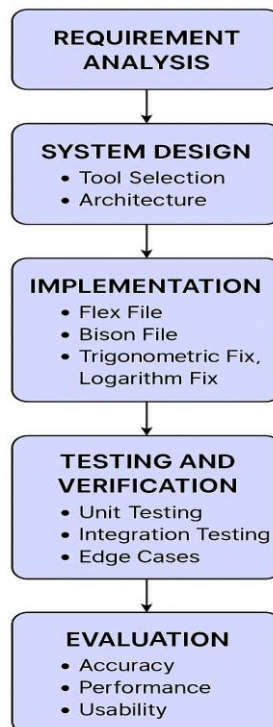 REQUIREMENT
ANALYSIS
SYSTEM DESIGN
• Tool Selection
• Architecture
IMPLEMENTATION
• Flex File
• Bison File
• Trigonometric Fix,
Logarithm Fix
TESTING AND
VERIFICATION
• Unit Testing
• Integration Testing
• Edge Cases
EVALUATION
• Accuracy
• Performance
• Usability